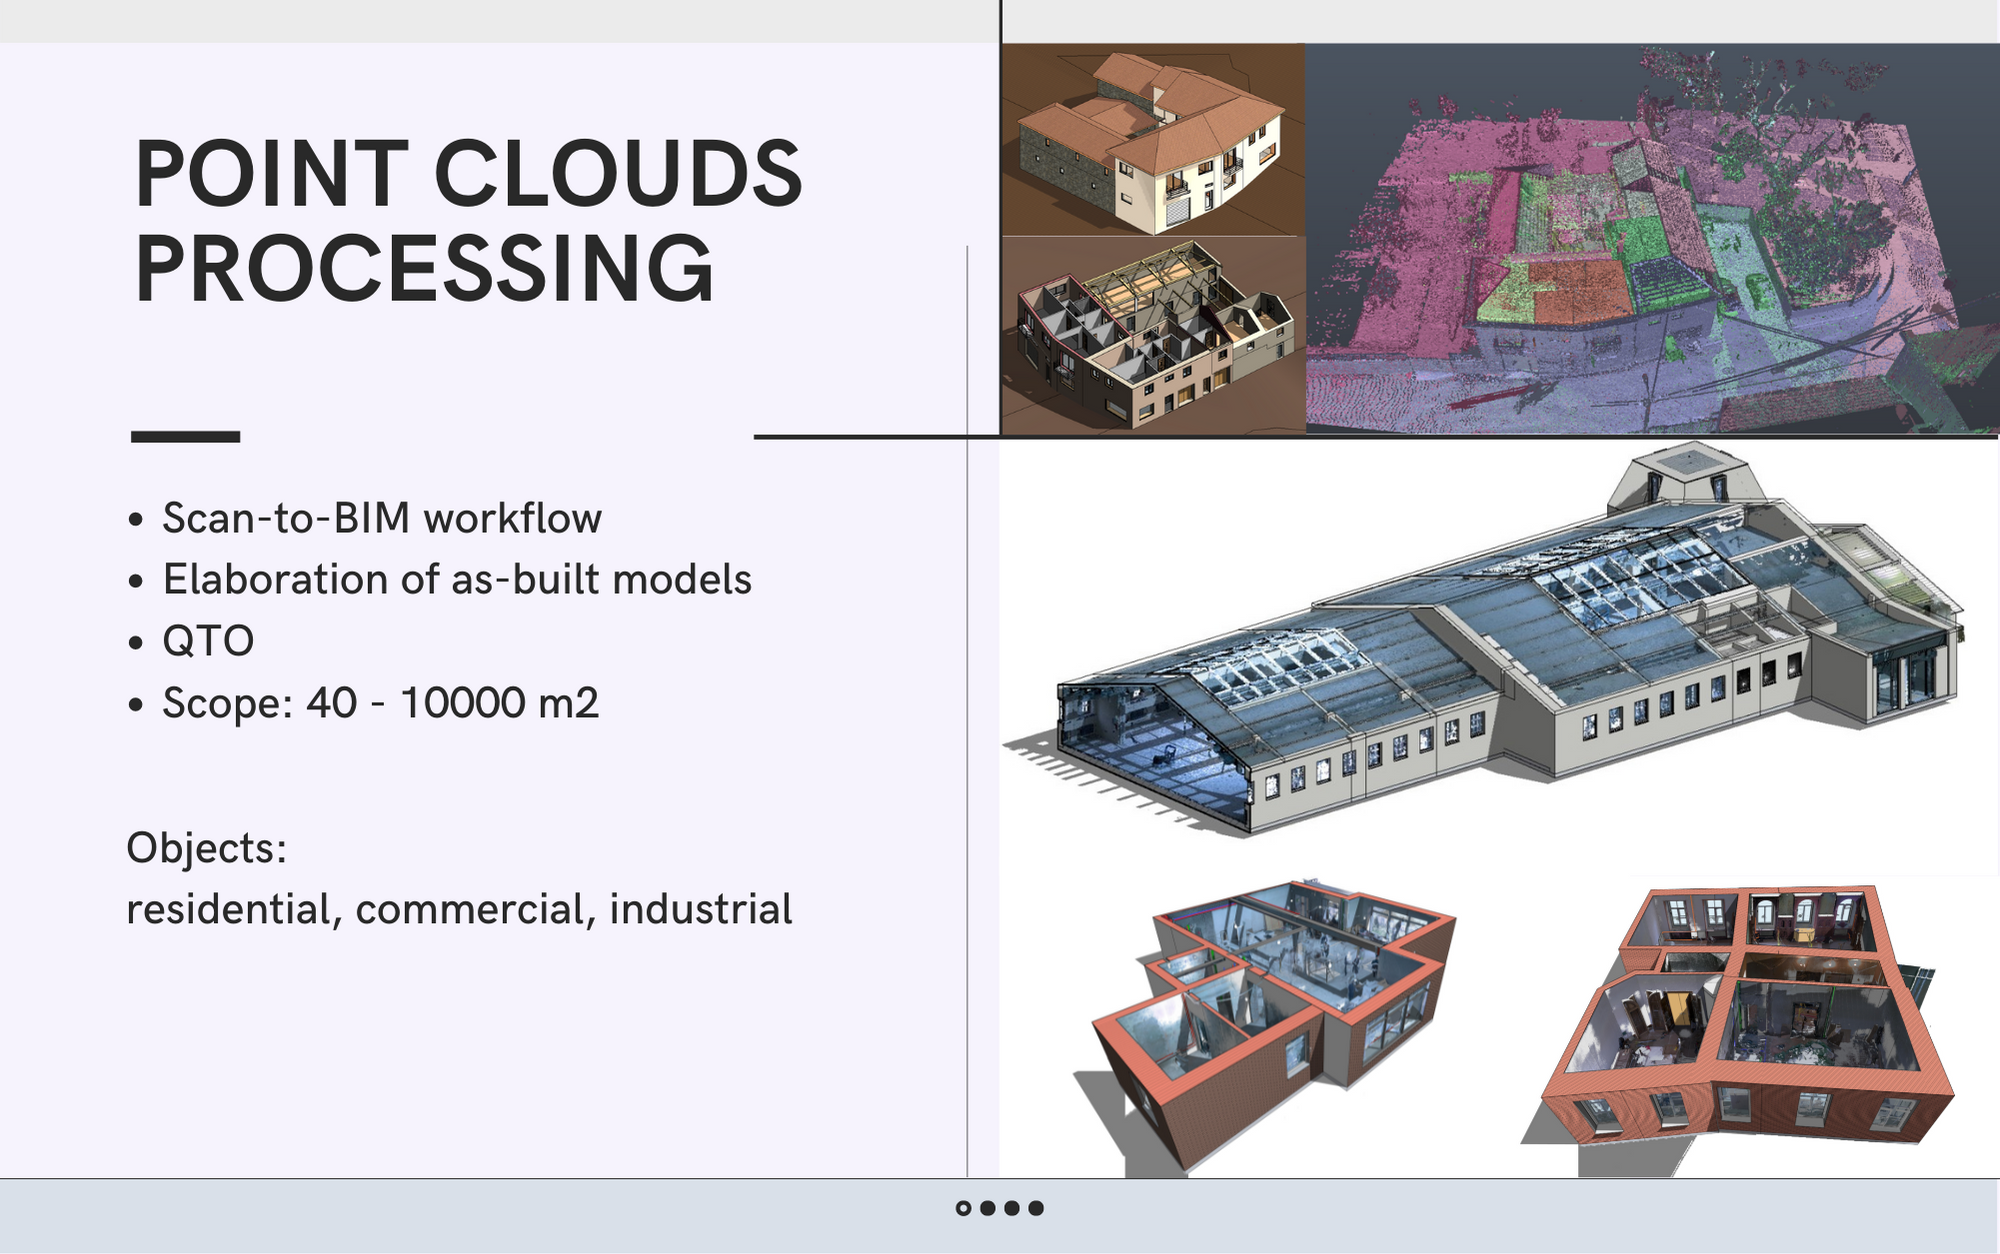 POINT CLOUDS
PROCESSING
• Scan-to-BIM workflow
• Elaboration of as-built models
• QTO
• Scope: 40 - 10000 m2
Objects:
residential, commercial, industrial